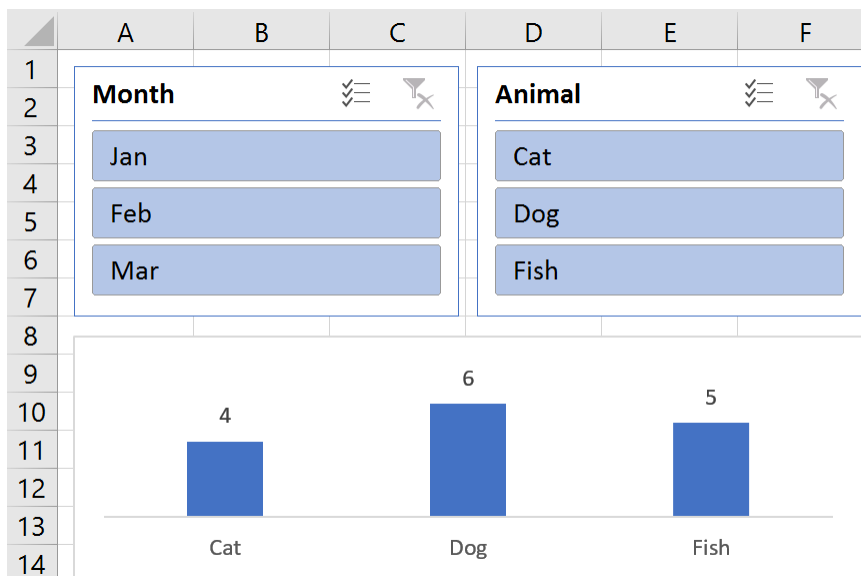 A B C D E F
1
2 Month Animal
3 Jan Cat
4
5 Feb Dog
6 Mar Fish
7
8
9 6
10 4 5
11
12
13
14 Cat Dog Fish